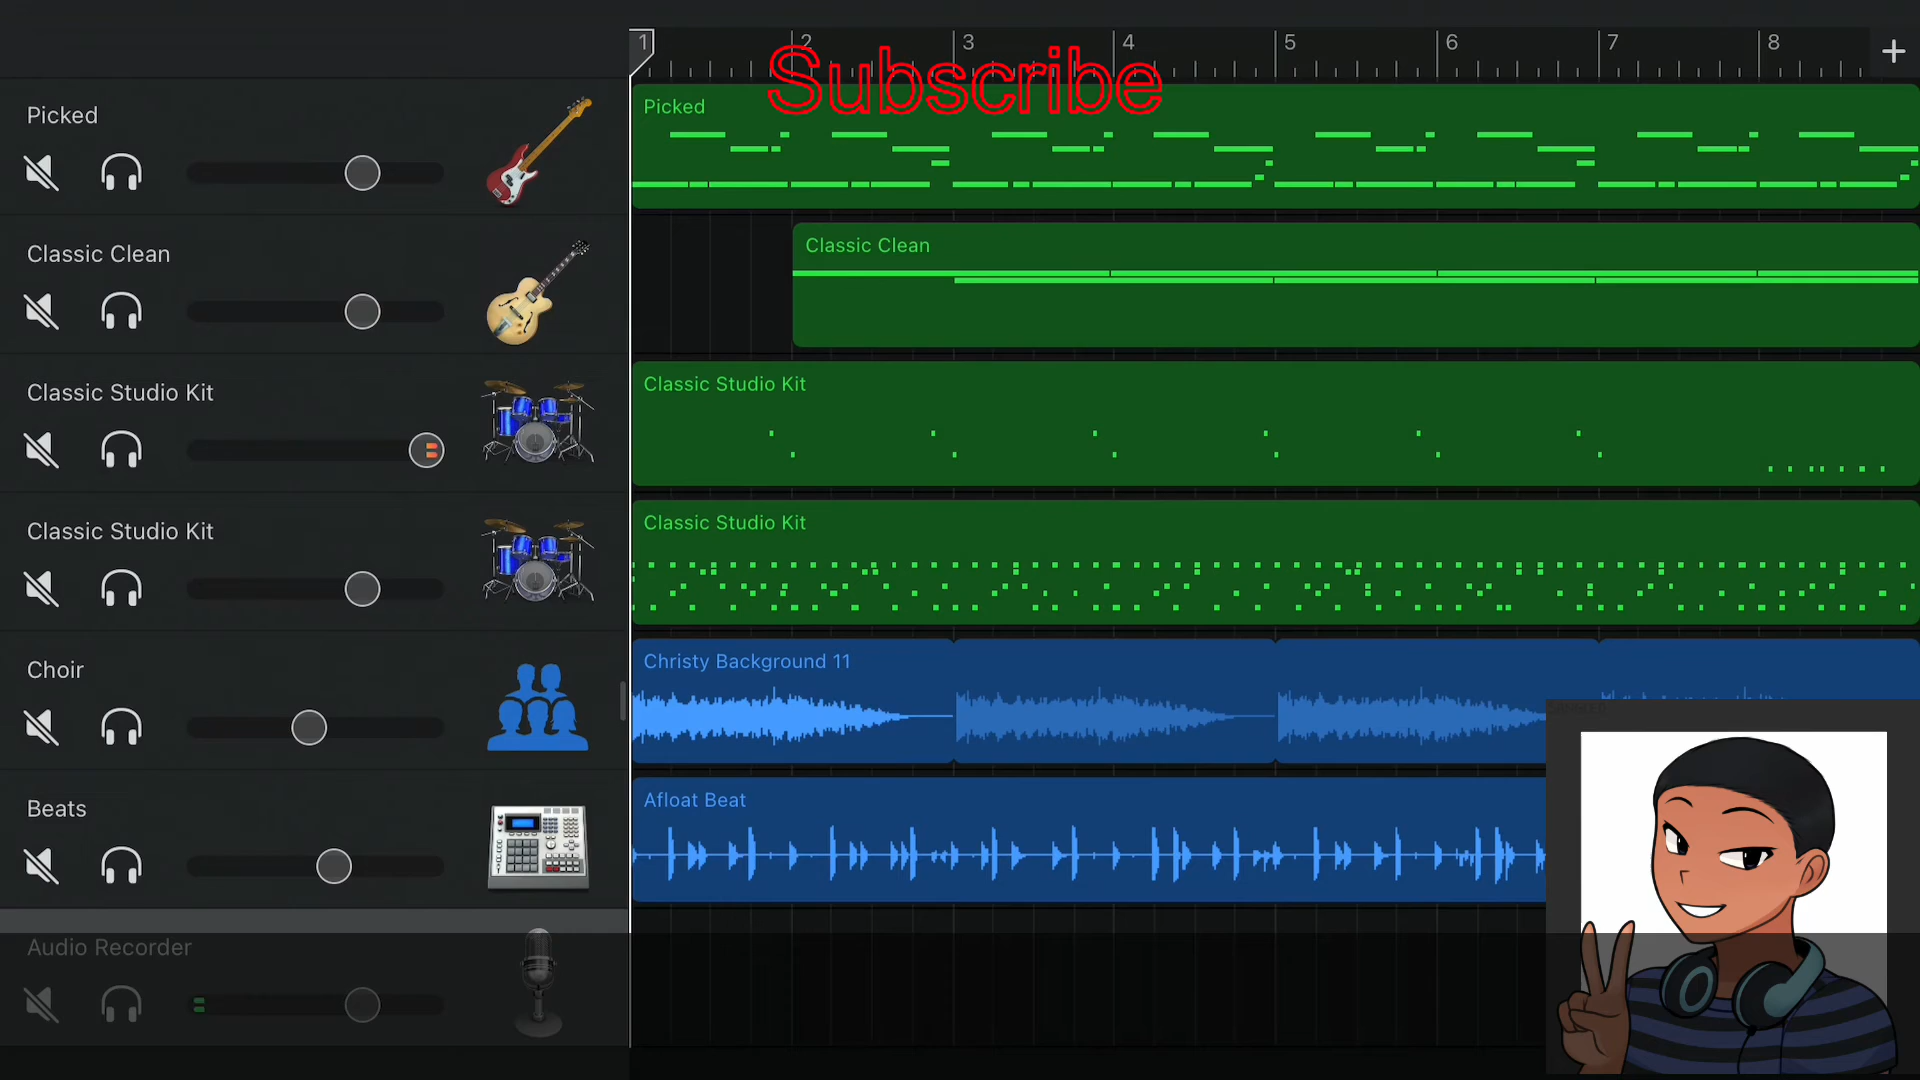 1 2 3 4 5 6 7 8
Subscribe
Picked
Picked
Classic Clean
Classic Clean
Classic Studio Kit
Classic Studio Kit
Classic Studio Kit
Classic Studio Kit
Choir
Christy Background 11
Beats
Afloat Beat
Audio Recorder